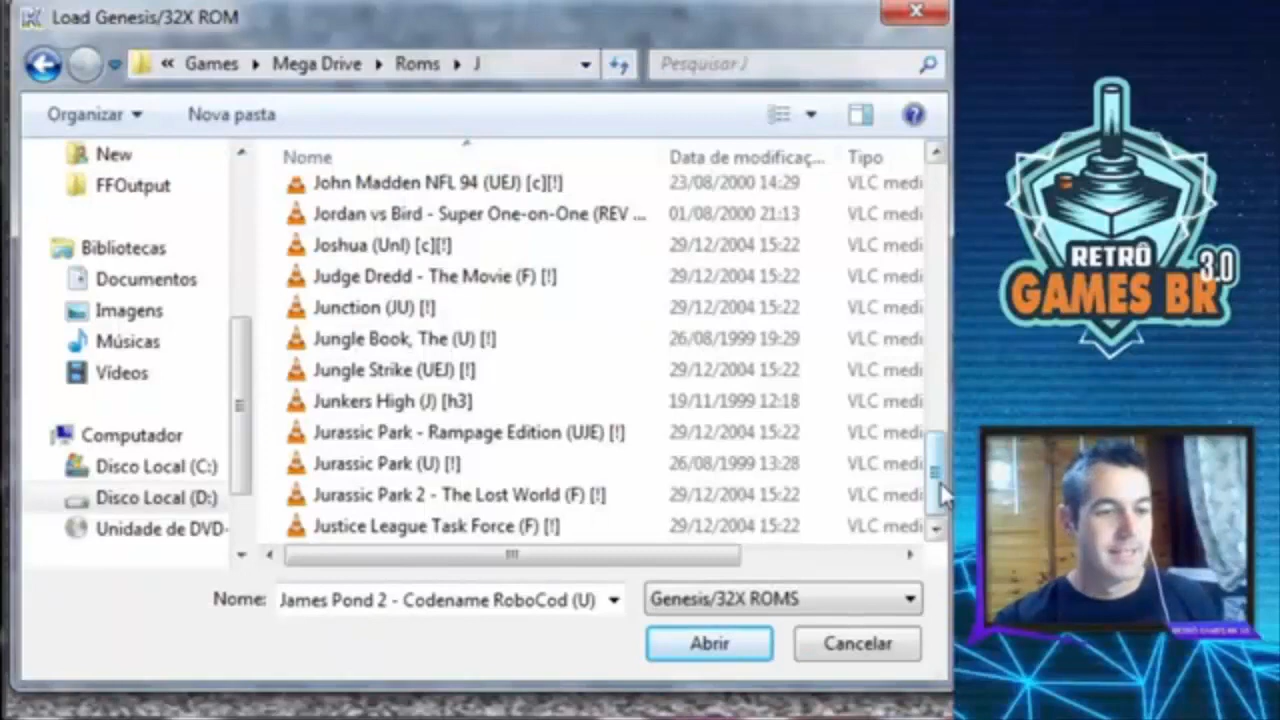 Load Genesis/32X ROM
« Games Mega Drive Roms J
Pesquisar J
Organizar
Nova pasta
Nome
Data de modificaç...
Tipo
New
FFOutput
Bibliotecas
Documentos
Imagens
Músicas
Vídeos
Computador
Disco Local (C:)
Disco Local (D:)
Unidade de DVD-
John Madden NFL 94 (UEJ) [c][!] 23/08/2000 14:29 VLC medi
Jordan vs Bird - Super One-on-One (REV ... 01/08/2000 21:13 VLC medi
Joshua (Unl) [c][!] 29/12/2004 15:22 VLC medi
Judge Dredd - The Movie (F) [!] 29/12/2004 15:22 VLC medi
Junction (JU) [!] 29/12/2004 15:22 VLC medi
Jungle Book, The (U) [!] 26/08/1999 19:29 VLC medi
Jungle Strike (UEJ) [!] 29/12/2004 15:22 VLC medi
Junkers High (J) [h3] 19/11/1999 12:18 VLC medi
Jurassic Park - Rampage Edition (UJE) [!] 29/12/2004 15:22 VLC medi
Jurassic Park (U) [!] 26/08/1999 13:28 VLC medi
Jurassic Park 2 - The Lost World (F) [!] 29/12/2004 15:22 VLC medi
Justice League Task Force (F) [!] 29/12/2004 15:22 VLC medi
Nome: James Pond 2 - Codename RoboCod (U)
Genesis/32X ROMS
Abrir
Cancelar
RETRÔ
GAMES BR 3.0
RETRÔ GAMES BR 3.0